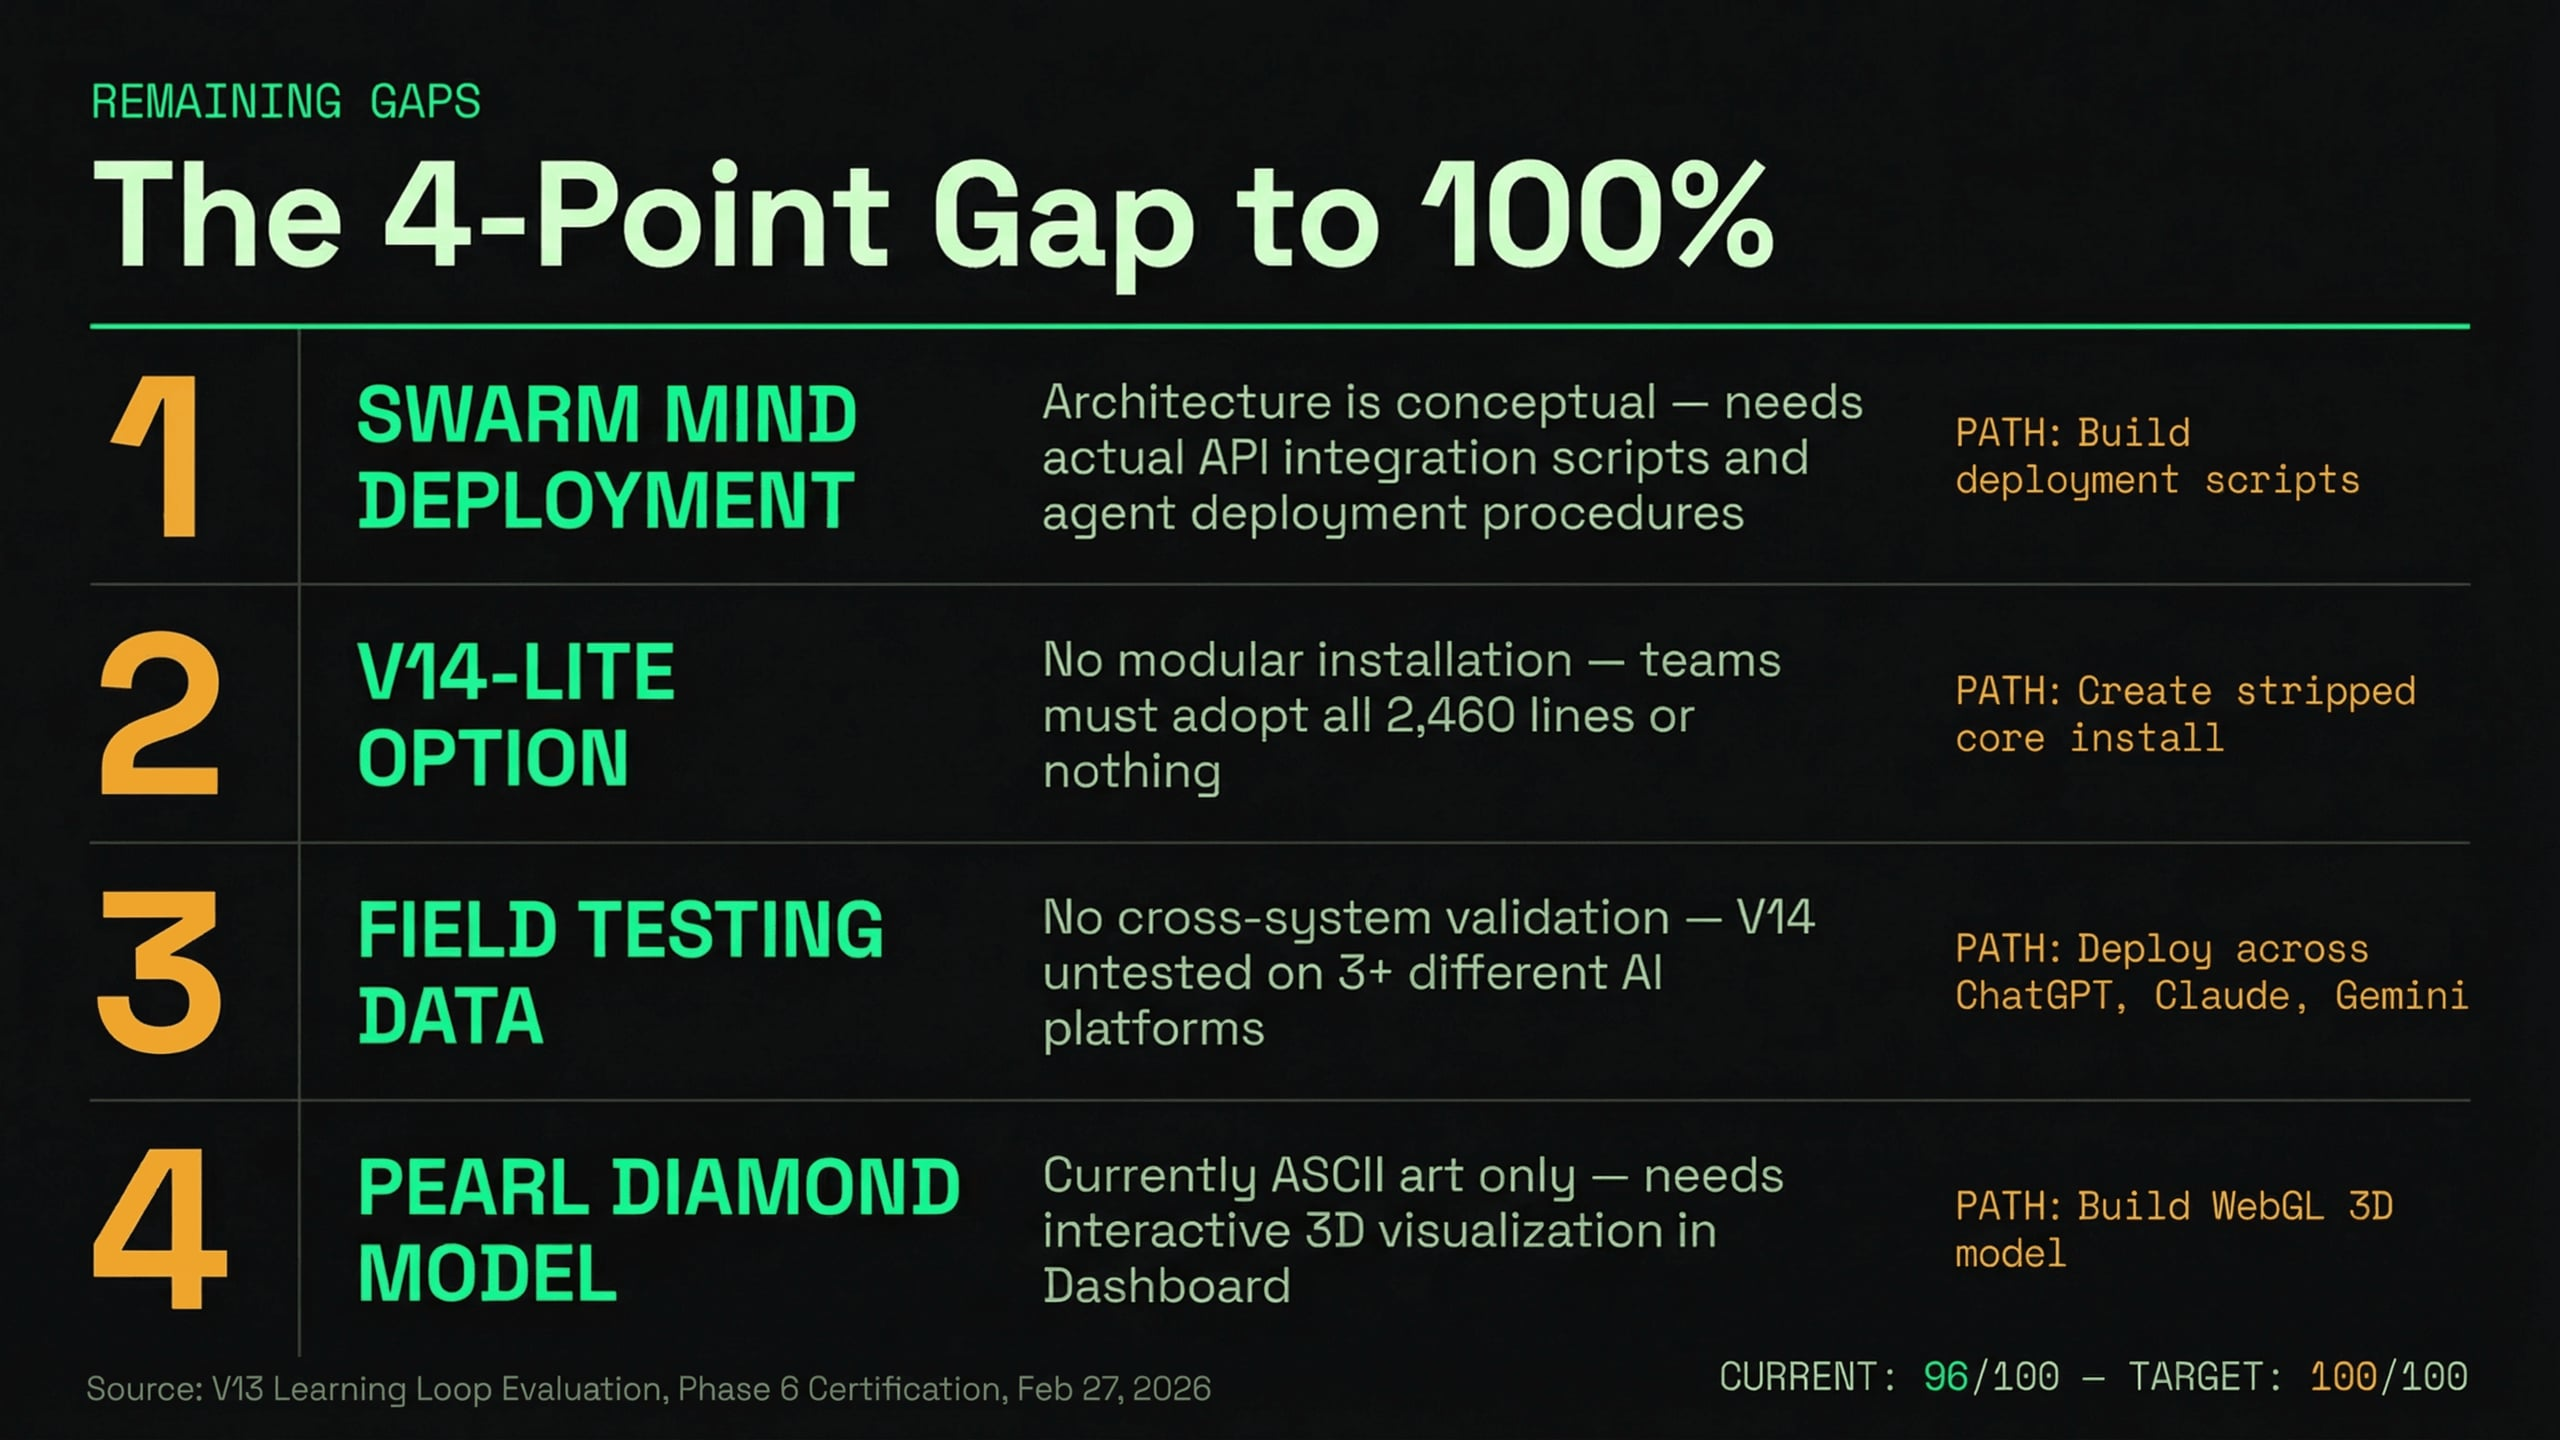 REMAINING GAPS
The 4-Point Gap to 100%
1
SWARM MIND
DEPLOYMENT
Architecture is conceptual — needs
actual API integration scripts and
agent deployment procedures
PATH: Build
deployment scripts
2
V14-LITE
OPTION
No modular installation — teams
must adopt all 2,460 lines or
nothing
PATH: Create stripped
core install
3
FIELD TESTING
DATA
No cross-system validation — V14
untested on 3+ different AI
platforms
PATH: Deploy across
ChatGPT, Claude, Gemini
4
PEARL DIAMOND
MODEL
Currently ASCII art only — needs
interactive 3D visualization in
Dashboard
PATH: Build WebGL 3D
model
Source: V13 Learning Loop Evaluation, Phase 6 Certification, Feb 27, 2026
CURRENT: 96/100 — TARGET: 100/100